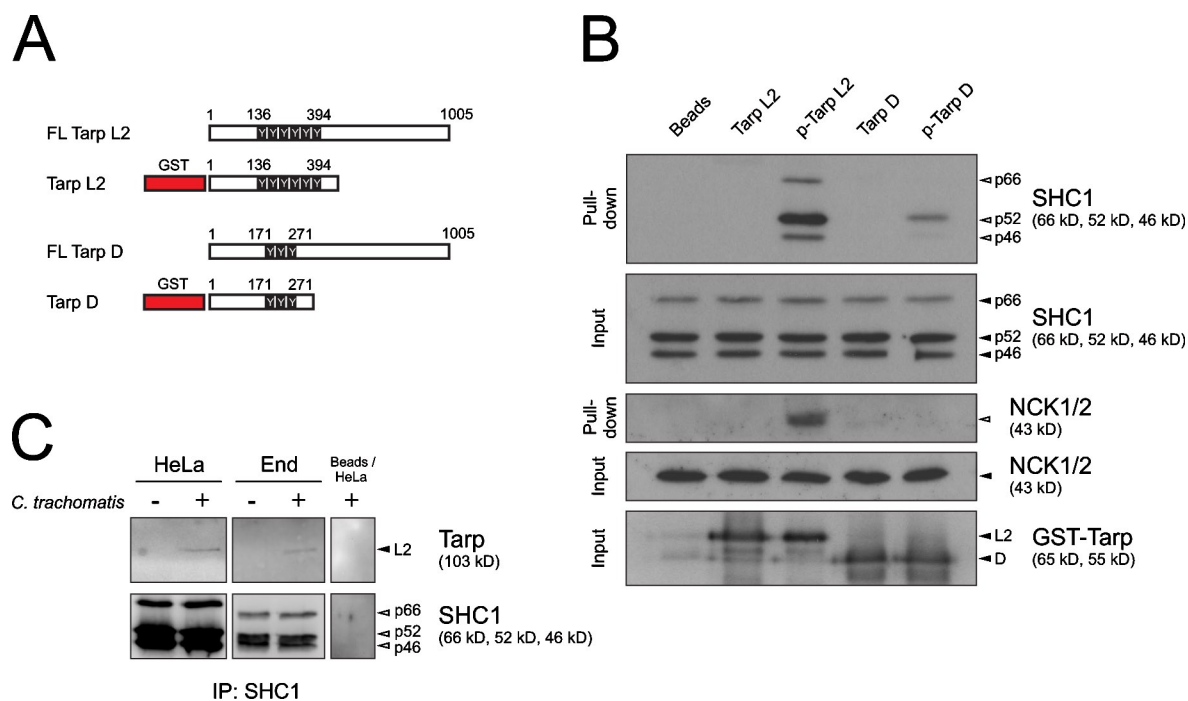 A
1 136 394 1005
FL Tarp L2
YYYYYY
GST 1 136 394
Tarp L2
YYYYYY
1 171 271 1005
FL Tarp D
YYY
GST 1 171 271
Tarp D
YYY
B
Beads Tarp L2 p-Tarp L2 Tarp D p-Tarp D
Pull-
down
p66
p52
p46
SHC1
(66 kD, 52 kD, 46 kD)
Input
p66
p52
p46
SHC1
(66 kD, 52 kD, 46 kD)
Pull-
down
NCK1/2
(43 kD)
Input
NCK1/2
(43 kD)
Input
L2
D
GST-Tarp
(65 kD, 55 kD)
C
HeLa End Beads /
HeLa
C. trachomatis - + - + +
L2
Tarp
(103 kD)
p66
p52
p46
SHC1
(66 kD, 52 kD, 46 kD)
IP: SHC1